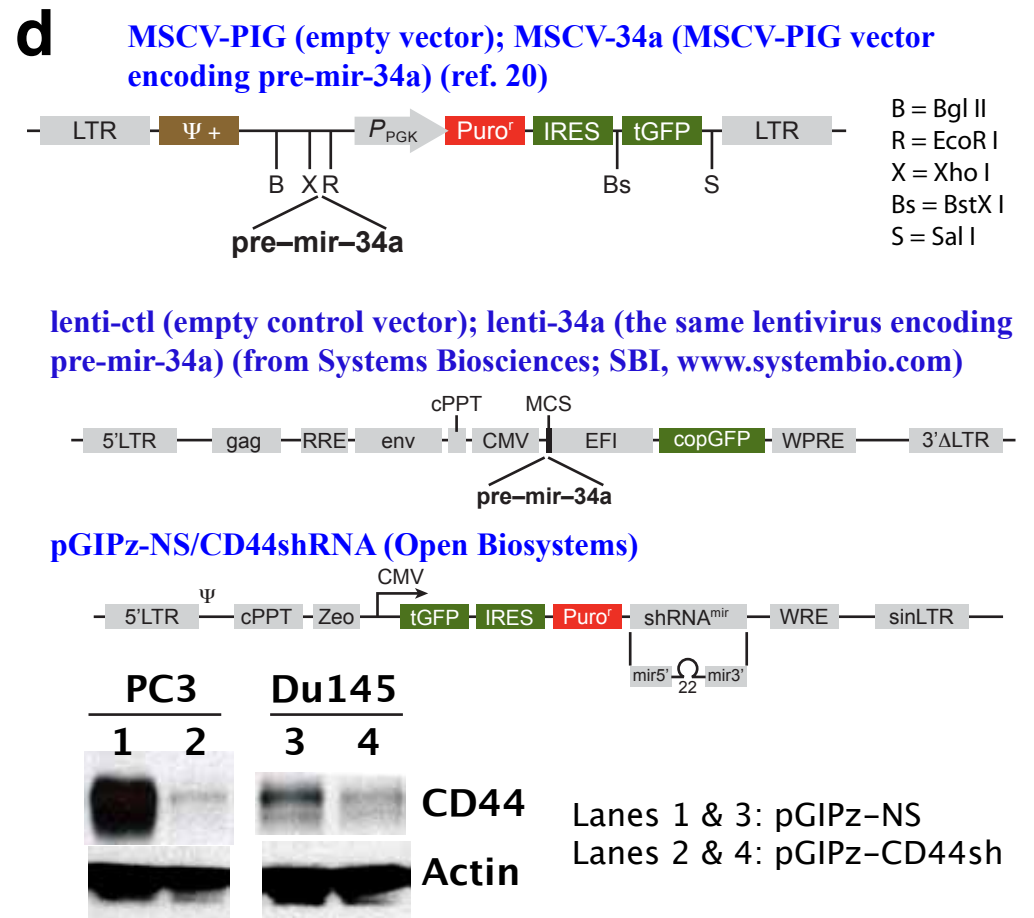 d
MSCV-PIG (empty vector); MSCV-34a (MSCV-PIG vector
encoding pre-mir-34a) (ref. 20)
LTR Ψ + P PGK Puroʳ IRES tGFP LTR
B X R Bs S
pre–mir–34a
B = Bgl II
R = EcoR I
X = Xho I
Bs = BstX I
S = Sal I
lenti-ctl (empty control vector); lenti-34a (the same lentivirus encoding
pre-mir-34a) (from Systems Biosciences; SBI, www.systembio.com)
cPPT MCS
5'LTR gag RRE env CMV EFI copGFP WPRE 3'ΔLTR
pre–mir–34a
pGIPz-NS/CD44shRNA (Open Biosystems)
Ψ CMV
5'LTR cPPT Zeo tGFP IRES Puroʳ shRNAᵐⁱʳ WRE sinLTR
mir5' 22 mir3'
PC3 Du145
1 2 3 4
CD44
Actin
Lanes 1 & 3: pGIPz–NS
Lanes 2 & 4: pGIPz–CD44sh